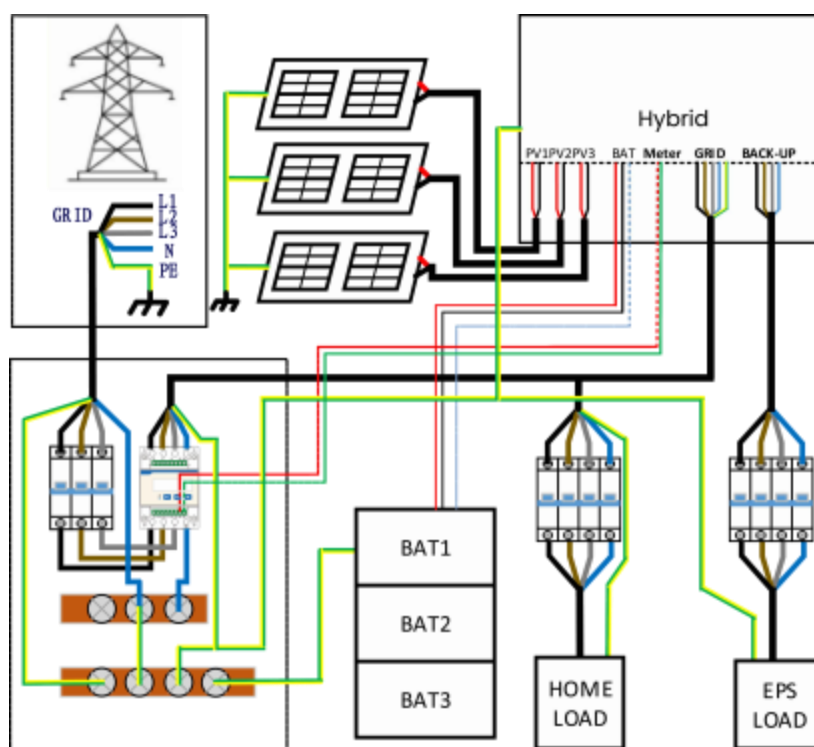 L1
L2
GRID
L3
N
PE
Hybrid
PV1 PV2 PV3 BAT Meter GRID BACK-UP
BAT1
BAT2
BAT3
HOME
LOAD
EPS
LOAD